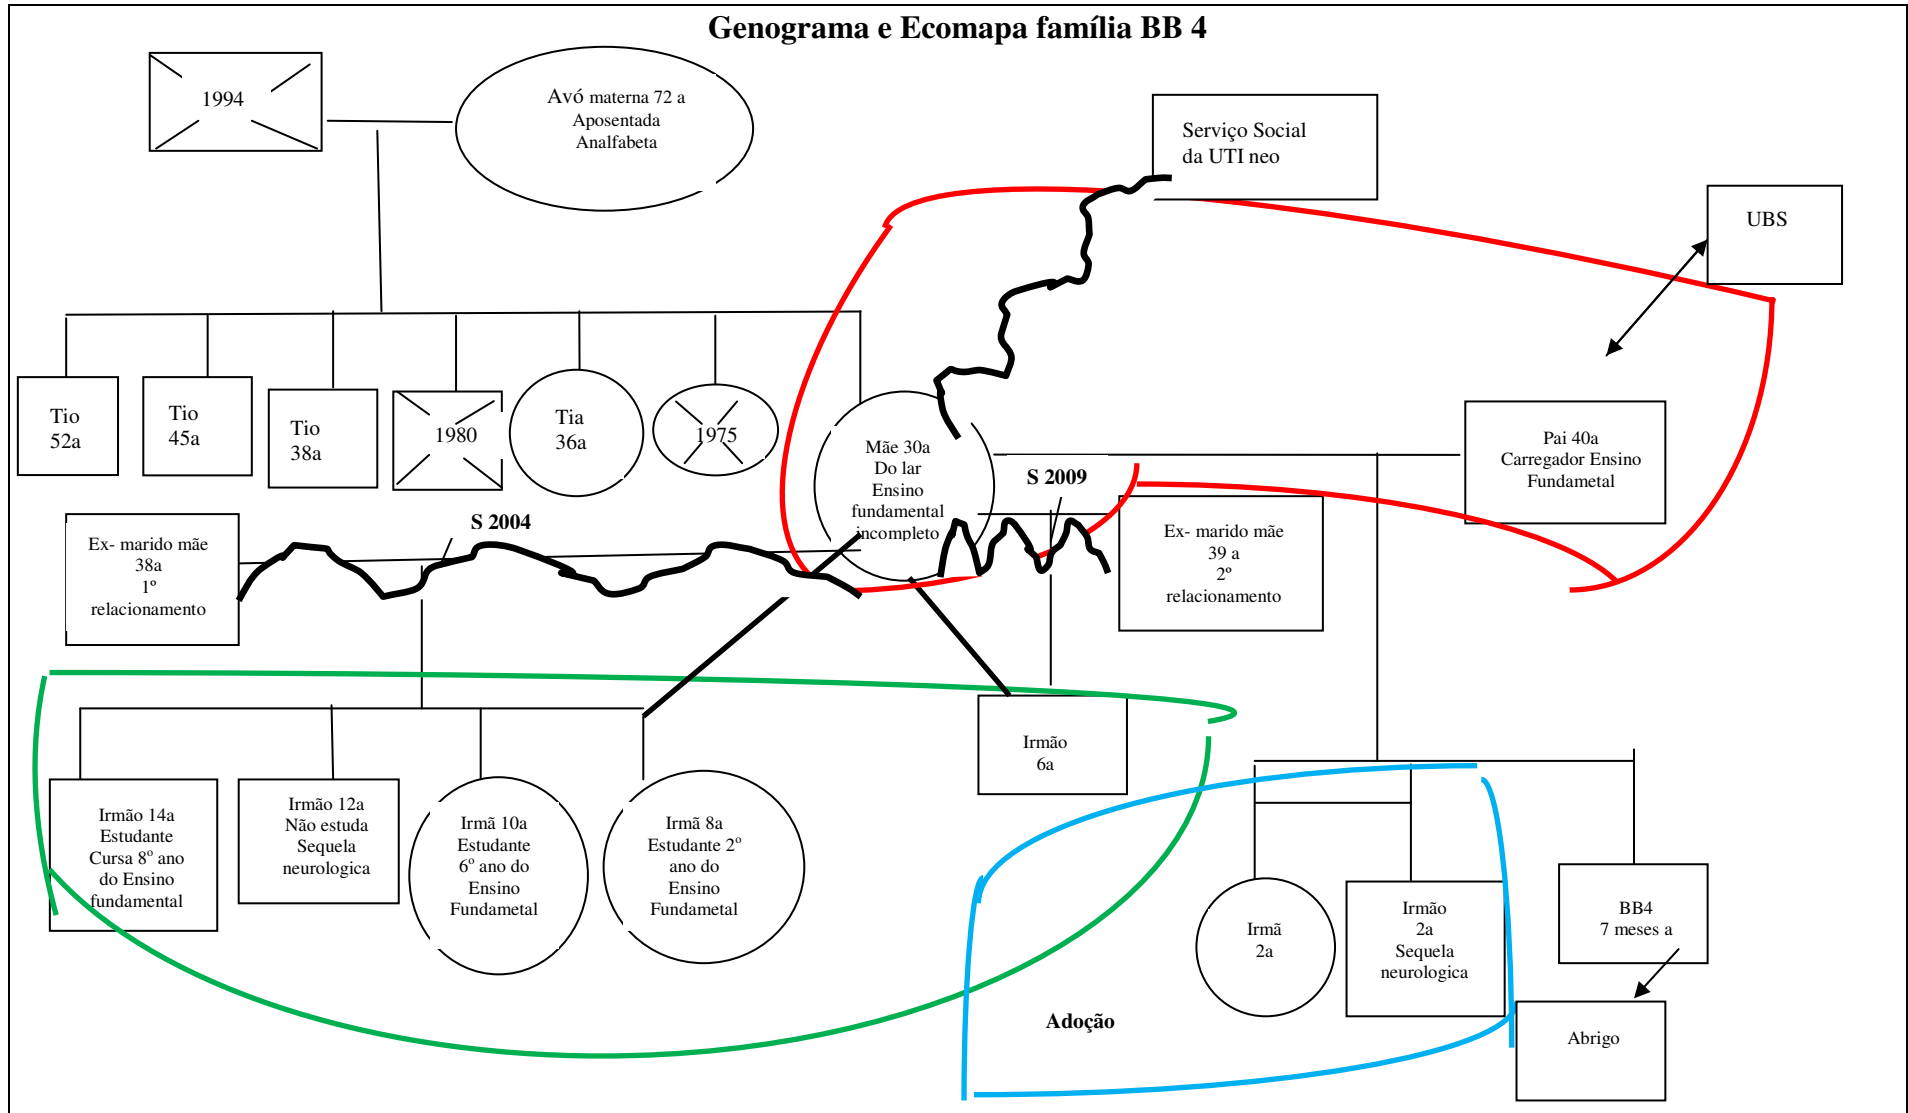 Genograma e Ecomapa família BB 4
1994
Avó materna 72 a
Aposentada
Analfabeta
Serviço Social
da UTI neo
UBS
Tio
52a
Tio
45a
Tio
38a
1980
Tia
36a
1975
Mãe 30a
Do lar
Ensino
fundamental
incompleto
S 2009
Pai 40a
Carregador Ensino
Fundametal
Ex- marido mãe
38a
1º
relacionamento
S 2004
Ex- marido mãe
39 a
2º
relacionamento
Irmão
6a
Irmão 14a
Estudante
Cursa 8º ano
do Ensino
fundamental
Irmão 12a
Não estuda
Sequela
neurologica
Irmã 10a
Estudante
6º ano do
Ensino
Fundametal
Irmã 8a
Estudante 2º
ano do
Ensino
Fundametal
Irmã
2a
Irmão
2a
Sequela
neurologica
BB4
7 meses a
Adoção
Abrigo